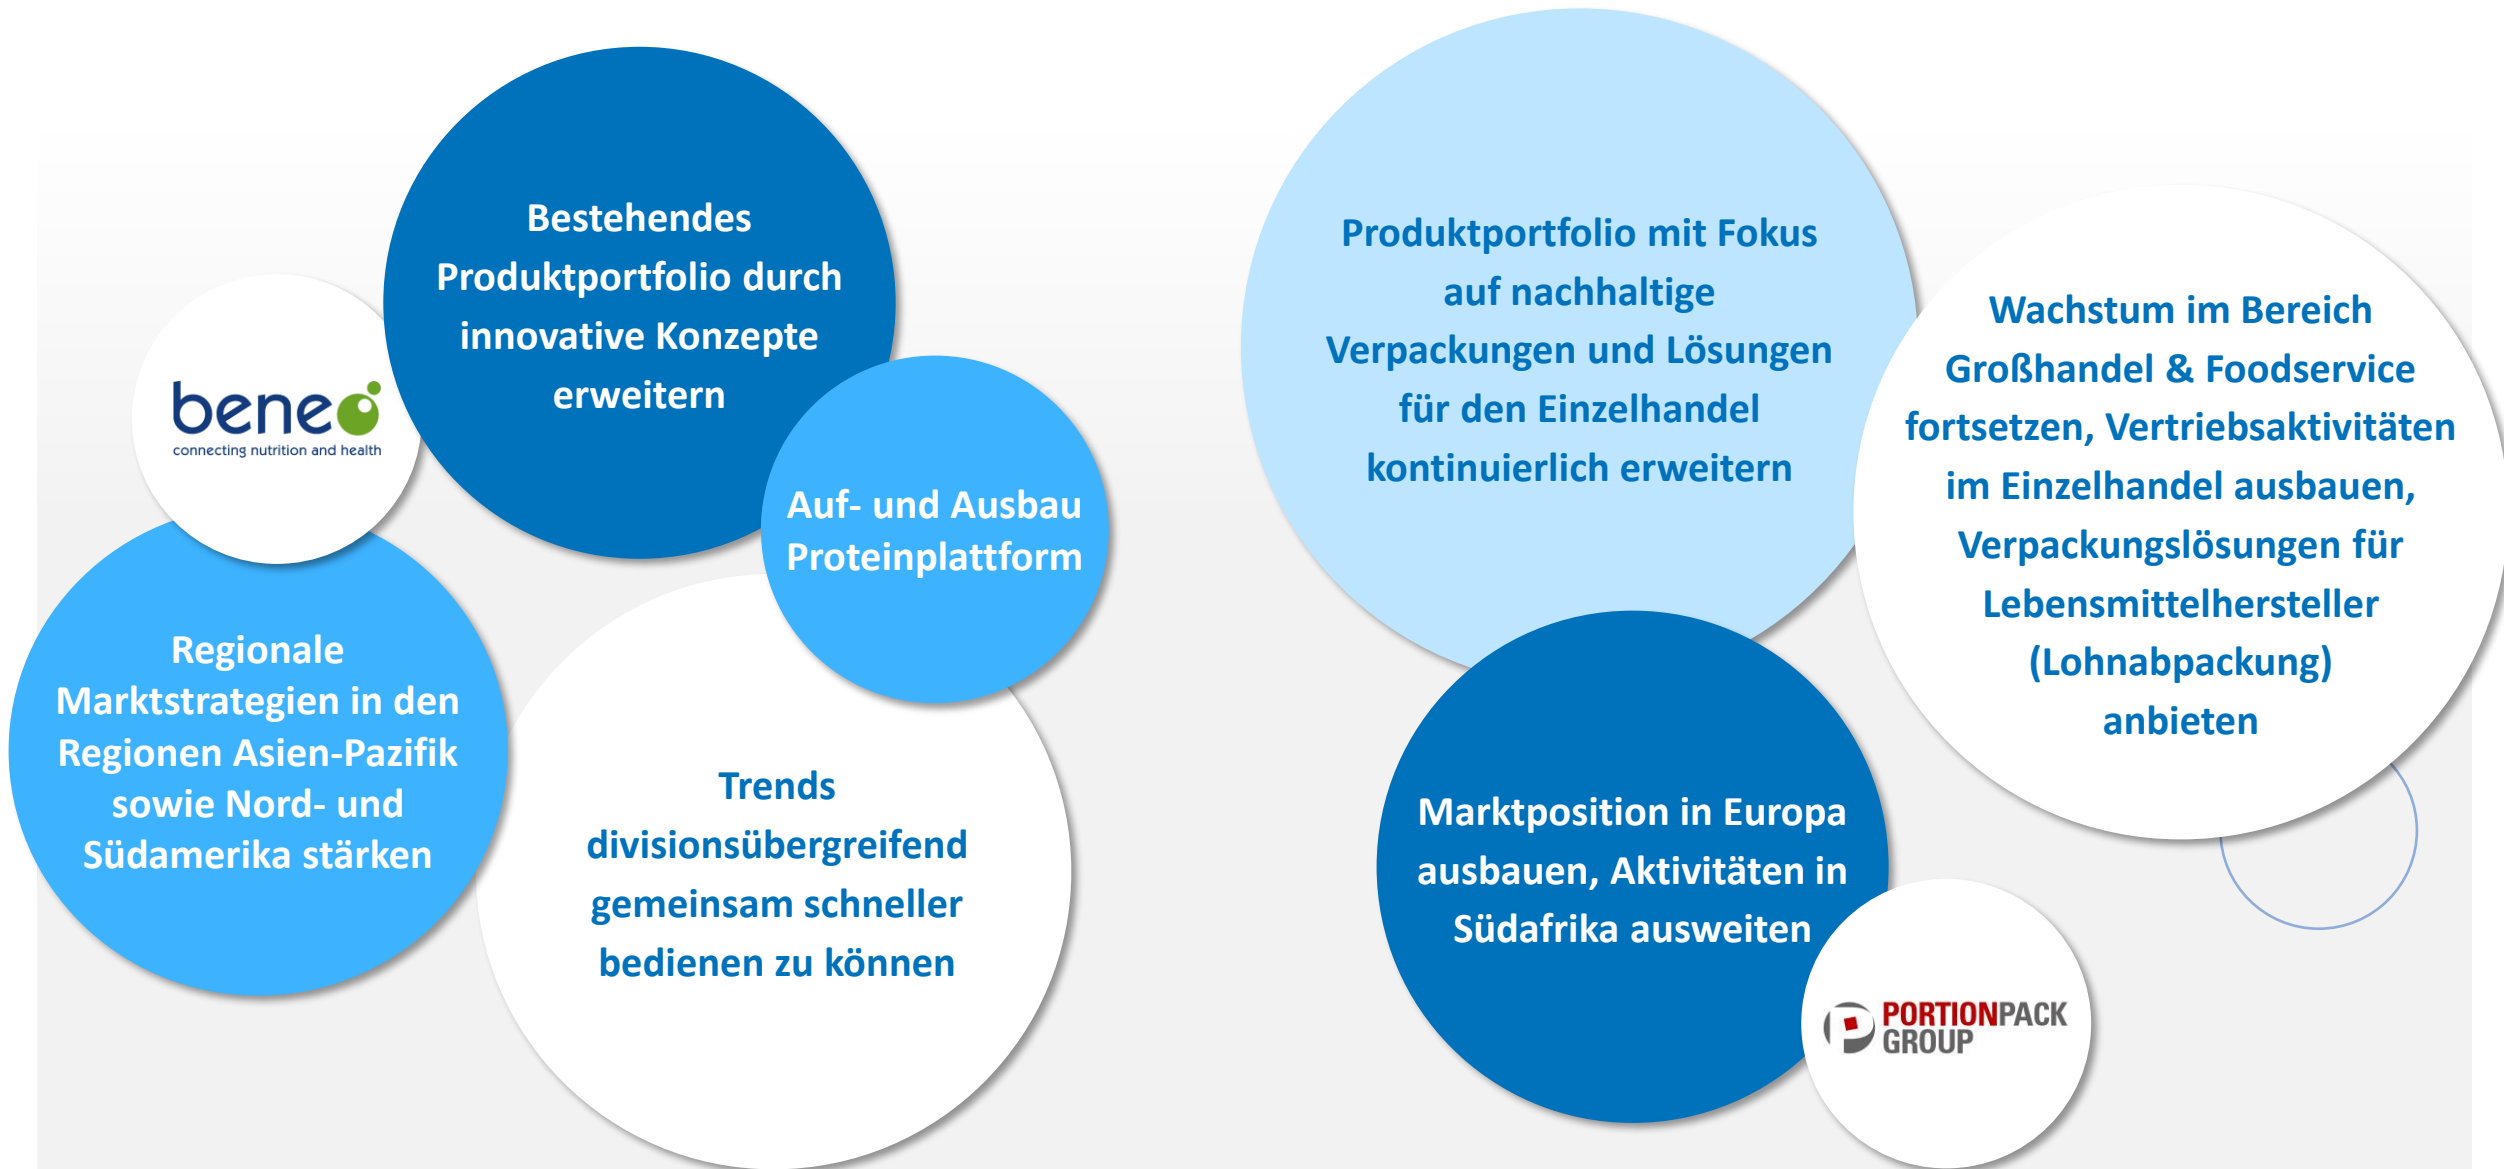 Bestehendes
Produktportfolio durch
innovative Konzepte
erweitern
beneo
connecting nutrition and health
Auf- und Ausbau
Proteinplattform
Regionale
Marktstrategien in den
Regionen Asien-Pazifik
sowie Nord- und
Südamerika stärken
Trends
divisionsübergreifend
gemeinsam schneller
bedienen zu können
Produktportfolio mit Fokus
auf nachhaltige
Verpackungen und Lösungen
für den Einzelhandel
kontinuierlich erweitern
Wachstum im Bereich
Großhandel & Foodservice
fortsetzen, Vertriebsaktivitäten
im Einzelhandel ausbauen,
Verpackungslösungen für
Lebensmittelhersteller
(Lohnabpackung)
anbieten
Marktposition in Europa
ausbauen, Aktivitäten in
Südafrika ausweiten
PORTIONPACK
GROUP